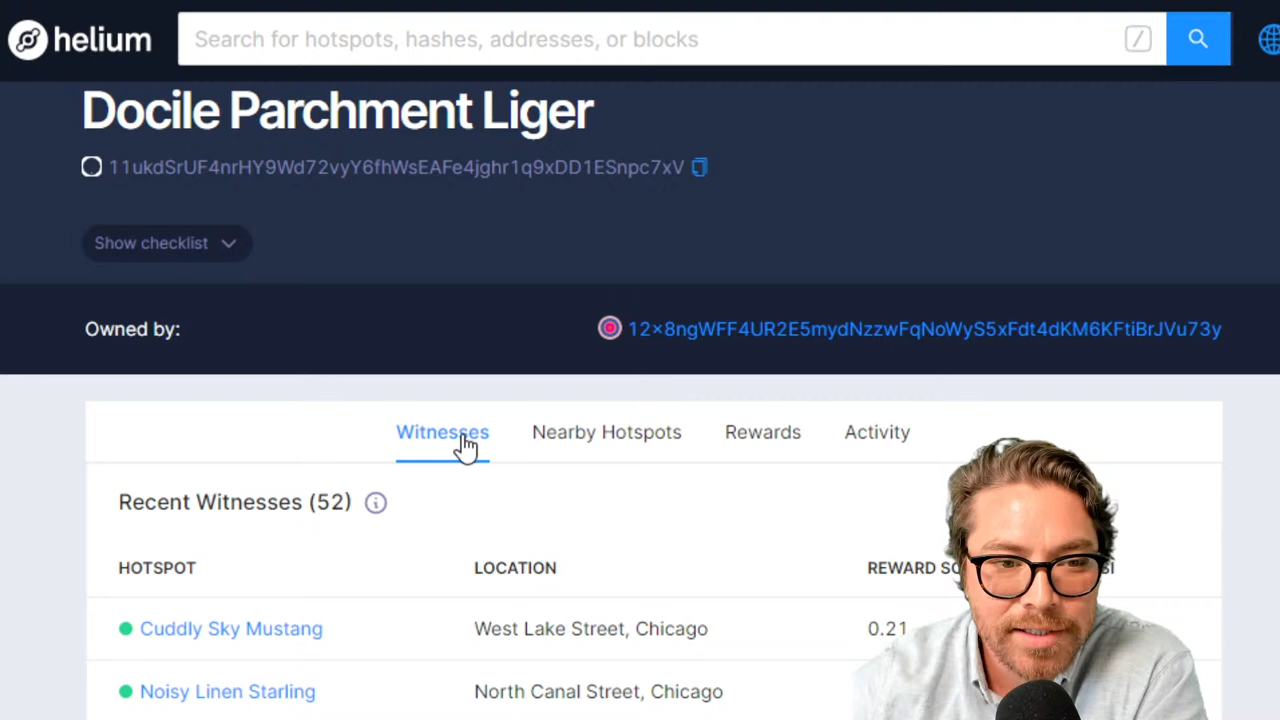 helium
Search for hotspots, hashes, addresses, or blocks
/
Docile Parchment Liger
11ukdSrUF4nrHY9Wd72vyY6fhWsEAFe4jghr1q9xDD1ESnpc7xV
Show checklist
Owned by:
12x8ngWFF4UR2E5mydNzzwFqNoWyS5xFdt4dKM6KFtiBrJVu73y
Witnesses Nearby Hotspots Rewards Activity
Recent Witnesses (52)
HOTSPOT LOCATION REWARD
Cuddly Sky Mustang West Lake Street, Chicago 0.21
Noisy Linen Starling North Canal Street, Chicago